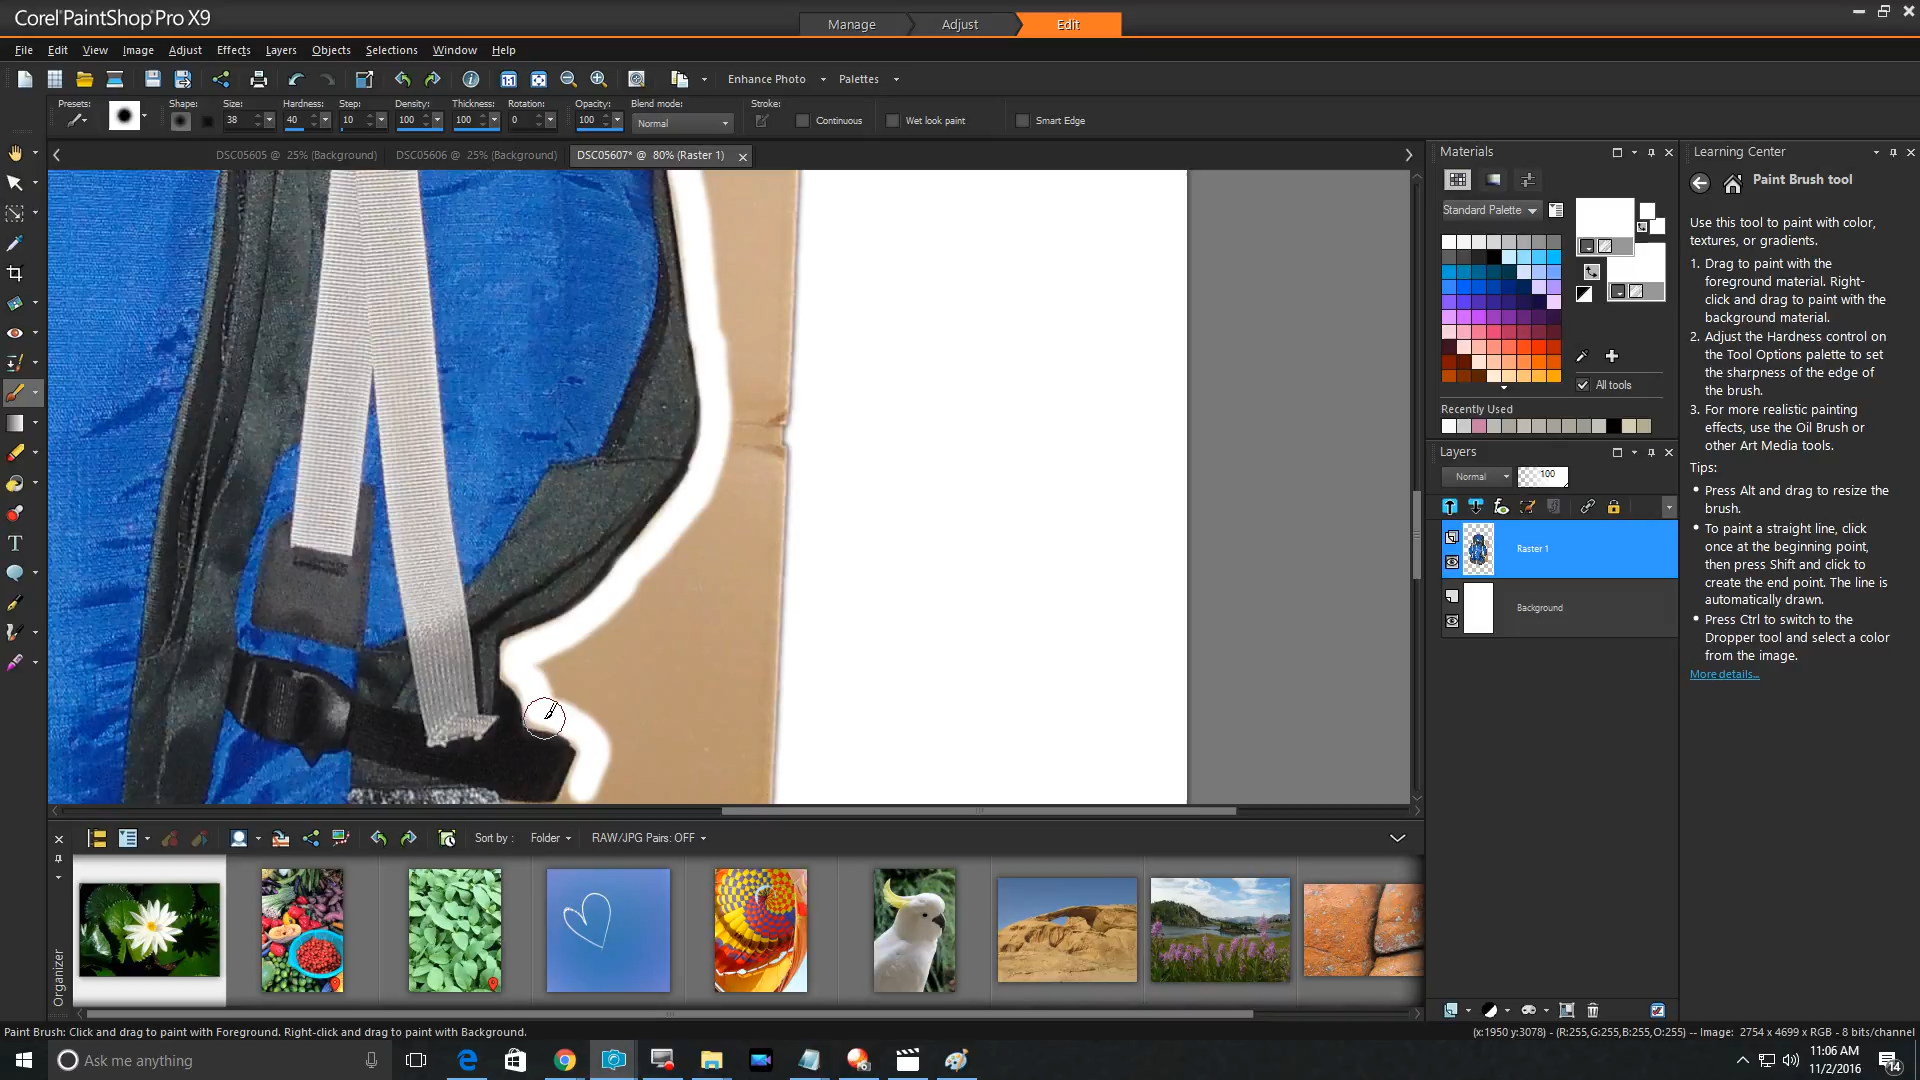 Corel PaintShop Pro X9
Manage Adjust Edit
File Edit View Image Adjust Effects Layers Objects Selections Window Help
Enhance Photo Palettes
Presets: Shape: Size: Hardness: Step: Density: Thickness: Rotation: Opacity: Blend mode: Stroke:
38 40 10 100 100 0 100 Normal Continuous Wet look paint Smart Edge
DSC05605 @ 25% (Background) DSC05606 @ 25% (Background) DSC05607* @ 80% (Raster 1)
Materials
Standard Palette
All tools
Recently Used
Layers
Normal 100
Raster 1
Background
Learning Center
Paint Brush tool
Use this tool to paint with color,
textures, or gradients.
1. Drag to paint with the
foreground material. Right-
click and drag to paint with the
background material.
2. Adjust the Hardness control on
the Tool Options palette to set
the sharpness of the edge of
the brush.
3. For more realistic painting
effects, use the Oil Brush or
other Art Media tools.
Tips:
• Press Alt and drag to resize the
brush.
• To paint a straight line, click
once at the beginning point,
then press Shift and click to
create the end point. The line is
automatically drawn.
• Press Ctrl to switch to the
Dropper tool and select a color
from the image.
More details...
Sort by : Folder RAW/JPG Pairs: OFF
Organizer
Paint Brush: Click and drag to paint with Foreground. Right-click and drag to paint with Background.
(x:1950 y:3078) - (R:255,G:255,B:255,O:255) -- Image: 2754 x 4699 x RGB - 8 bits/channel
Ask me anything
11:06 AM
11/2/2016
14